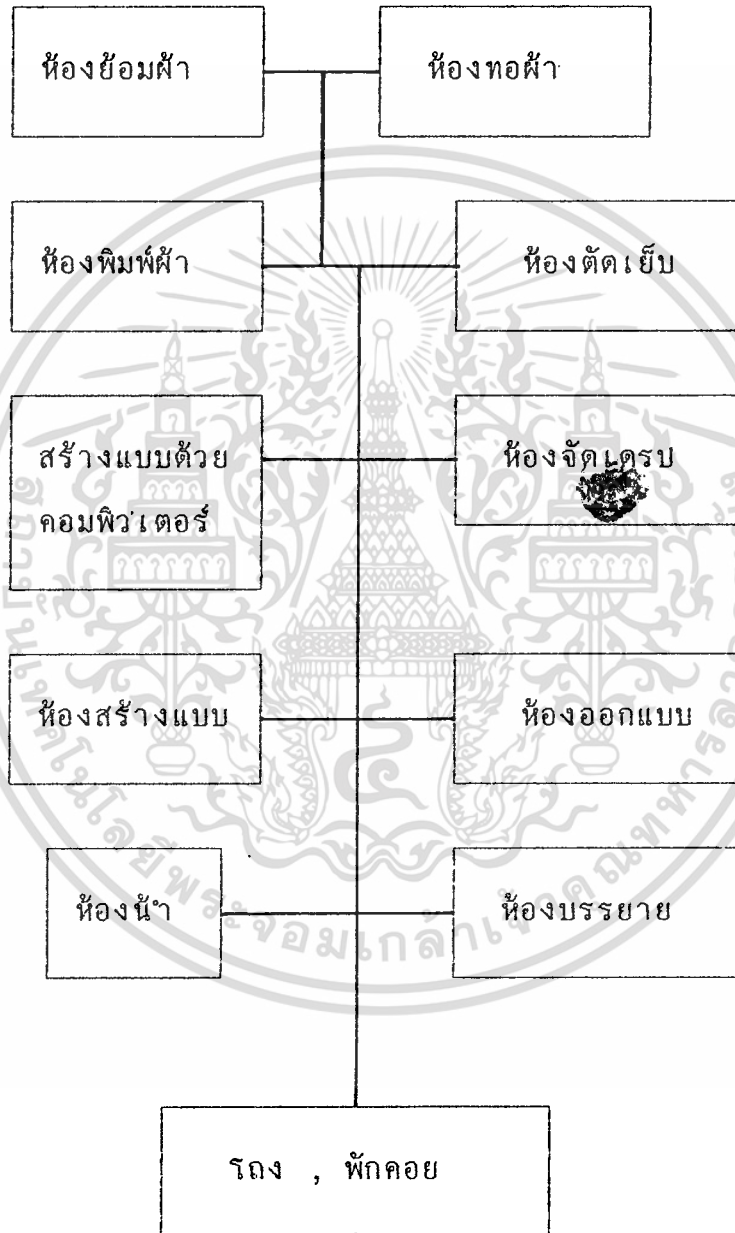 ห้องย้อมผ้า
ห้องทอผ้า
ห้องพิมพ์ผ้า
ห้องตัดเย็บ
สร้างแบบด้วย
คอมพิวเตอร์
ห้องจัดเดรป
ห้องสร้างแบบ
ห้องออกแบบ
ห้องน้ำ
ห้องบรรยาย
โถง , พักคอย